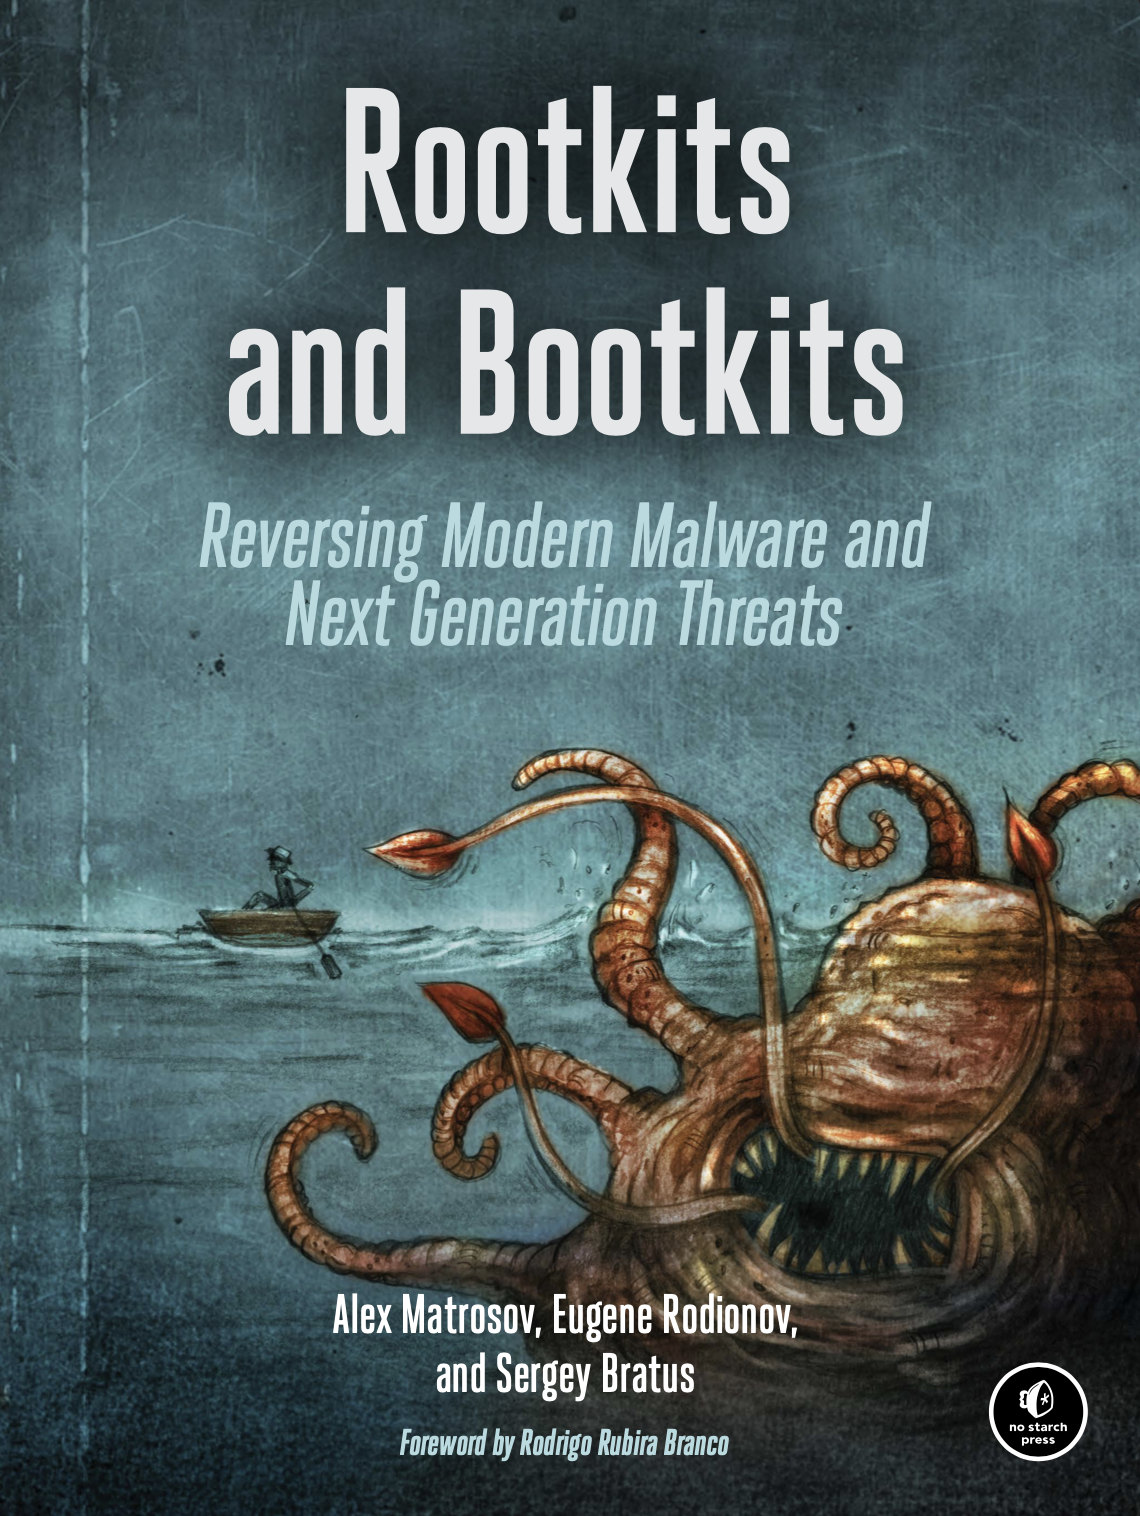 Rootkits
and Bootkits
Reversing Modern Malware and
Next Generation Threats
Alex Matrosov, Eugene Rodionov,
and Sergey Bratus
Foreword by Rodrigo Rubira Branco
no starch
press